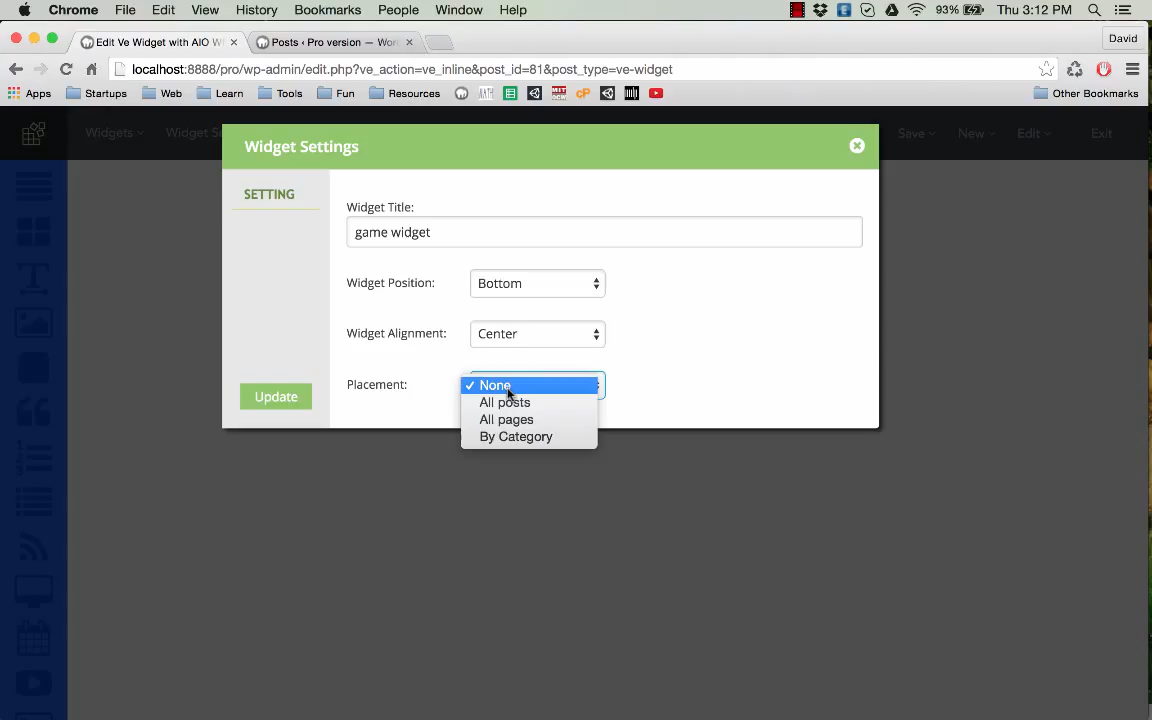 Chrome File Edit View History Bookmarks People Window Help 93% Thu 3:12 PM
Edit Ve Widget with AIO W Posts ‹ Pro version — Wor David
localhost:8888/pro/wp-admin/edit.php?ve_action=ve_inline&post_id=81&post_type=ve-widget
Apps Startups Web Learn Tools Fun Resources Other Bookmarks
Widgets Widget Se Save New Edit Exit
Widget Settings
SETTING
Widget Title:
game widget
Widget Position: Bottom
Widget Alignment: Center
Placement: ✓ None
Update
All posts
All pages
By Category